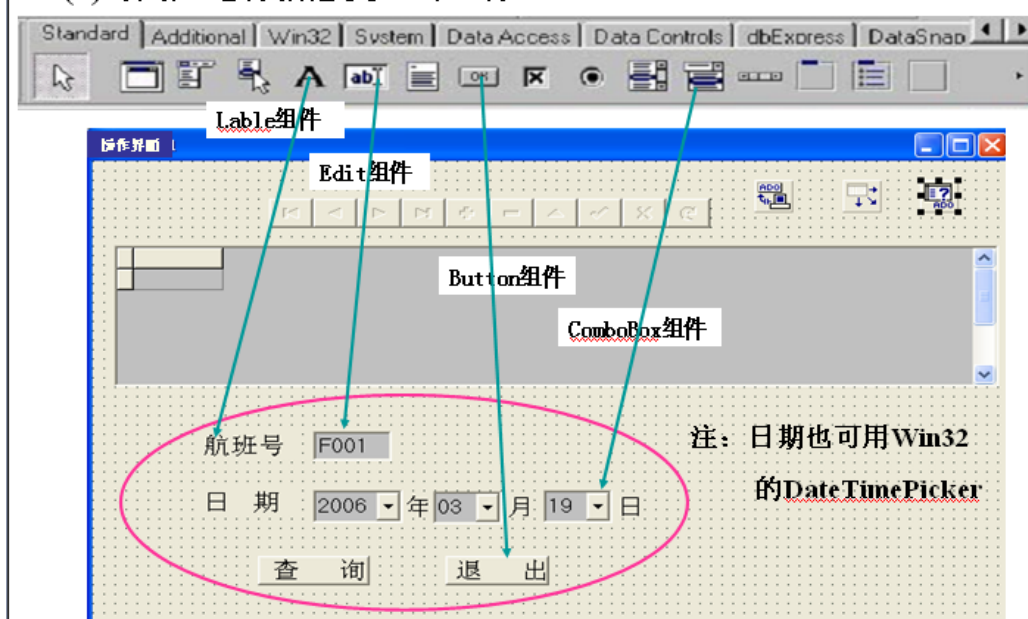 Standard Additional Win32 System Data Access Data Controls dbExpress DataSnap
Lable组件
操作界面
Edit组件
Button组件
ComboBox组件
航班号 F001
注：日期也可用Win32
的DateTimePicker
日 期 2006 年 03 月 19 日
查 询 退 出